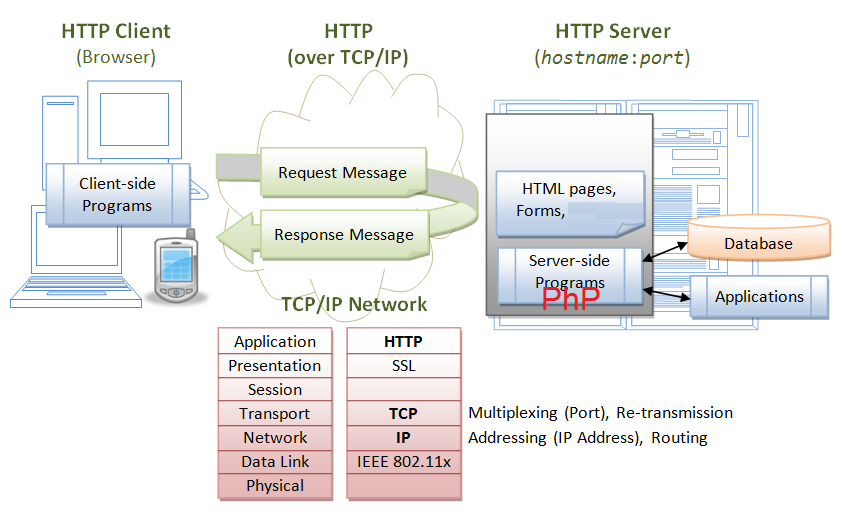 HTTP Client
(Browser)
HTTP
(over TCP/IP)
HTTP Server
(hostname:port)
Client-side
Programs
Request Message
Response Message
HTML pages,
Forms,
Server-side
Programs
PhP
Database
Applications
TCP/IP Network
Application HTTP
Presentation SSL
Session
Transport TCP Multiplexing (Port), Re-transmission
Network IP Addressing (IP Address), Routing
Data Link IEEE 802.11x
Physical